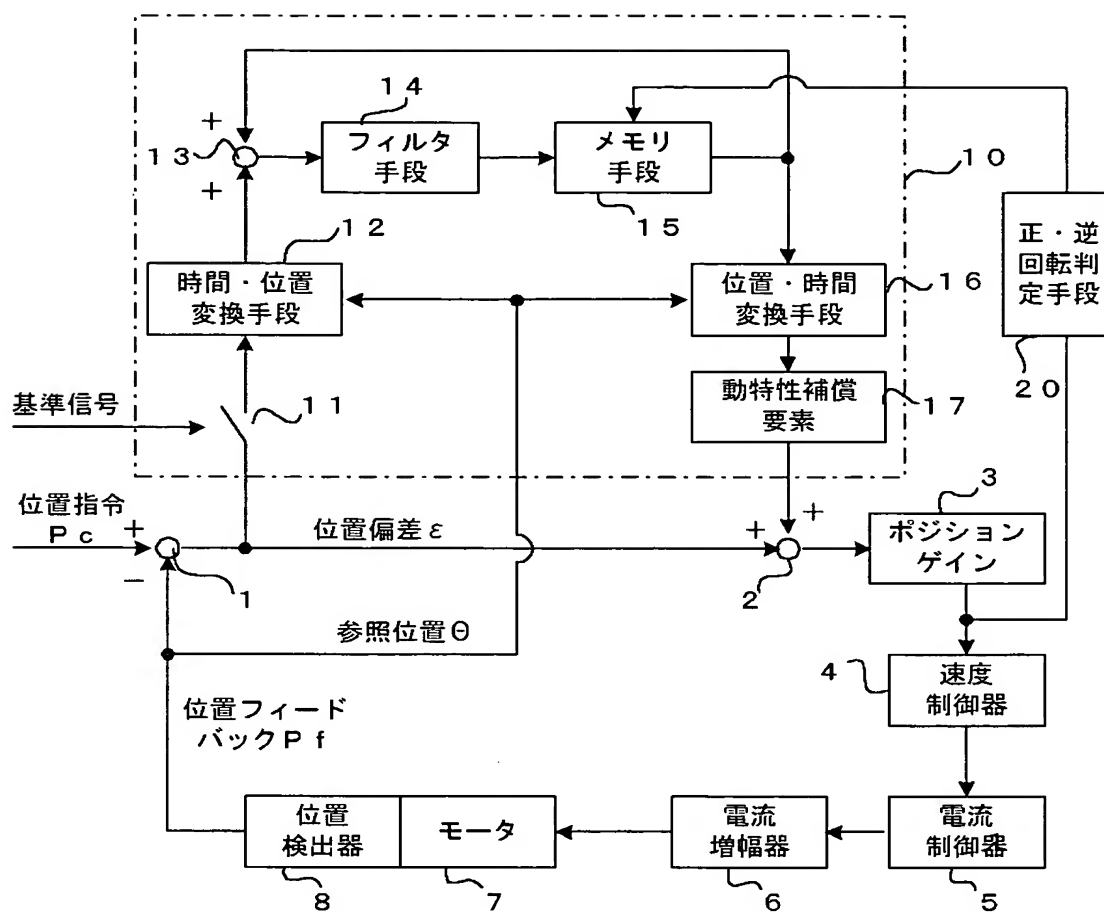 14
+
フィルタ
手段
メモリ
手段
13
+
10
15
12
正・逆
回転判
定手段
時間・位置
変換手段
位置・時間
変換手段
16
20
動特性補償
要素
17
基準信号
11
位置指令
Pc
+
位置偏差ε
+
+
3
ポジション
ゲイン
−
1
2
参照位置Θ
4
速度
制御器
位置フィード
バックPf
位置
検出器
モータ
電流
増幅器
電流
制御器
8
7
6
5